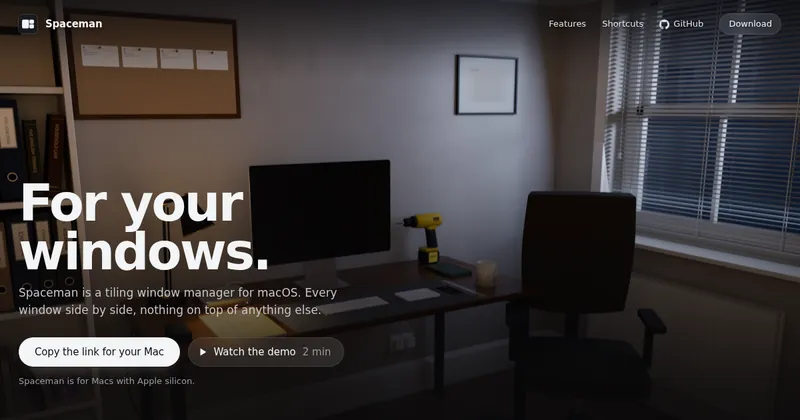 Spaceman
Features
Shortcuts
GitHub
Download
For your
windows.
Spaceman is a tiling window manager for macOS. Every
window side by side, nothing on top of anything else.
Copy the link for your Mac
Watch the demo 2 min
Spaceman is for Macs with Apple silicon.